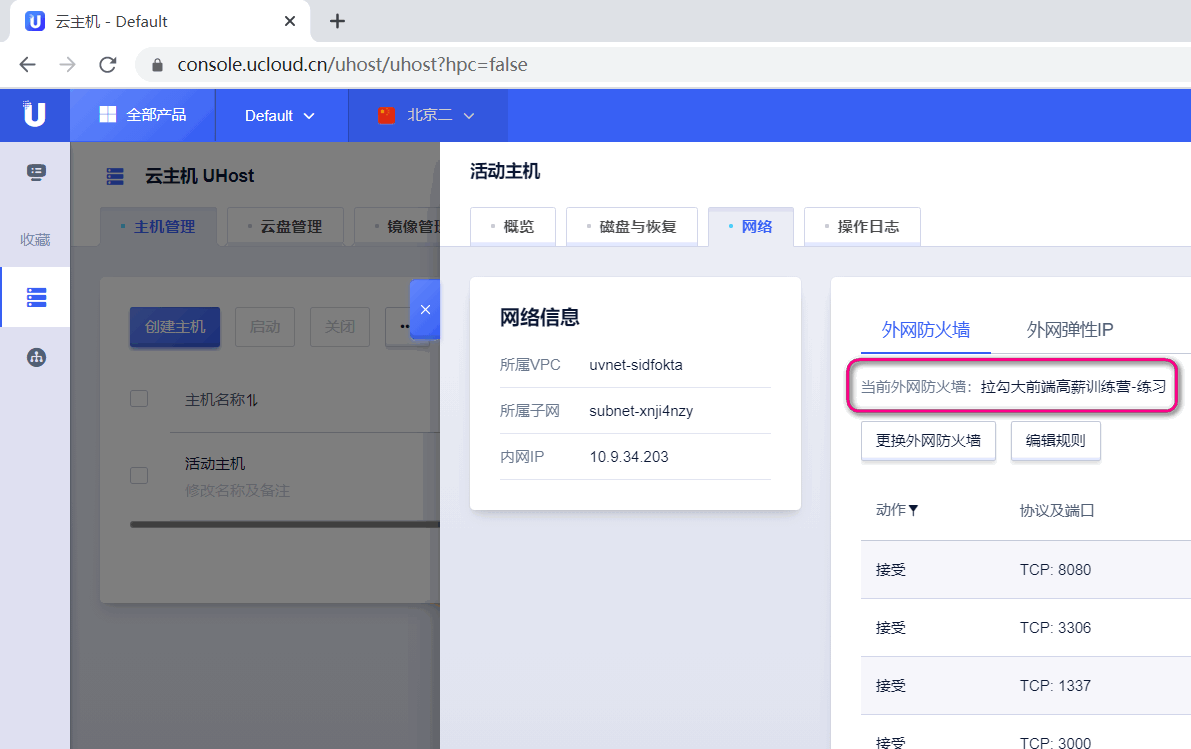 云主机 - Default
console.ucloud.cn/uhost/uhost?hpc=false
U
全部产品
Default
北京二
收藏
云主机 UHost
主机管理
云盘管理
镜像管
创建主机
启动
关闭
主机名称
活动主机
修改名称及备注
活动主机
概览
磁盘与恢复
网络
操作日志
网络信息
所属VPC uvnet-sidfokta
所属子网 subnet-xnji4nzy
内网IP 10.9.34.203
外网防火墙
外网弹性IP
当前外网防火墙: 拉勾大前端高薪训练营-练习
更换外网防火墙
编辑规则
动作 协议及端口
接受 TCP: 8080
接受 TCP: 3306
接受 TCP: 1337
接受 TCP: 3000